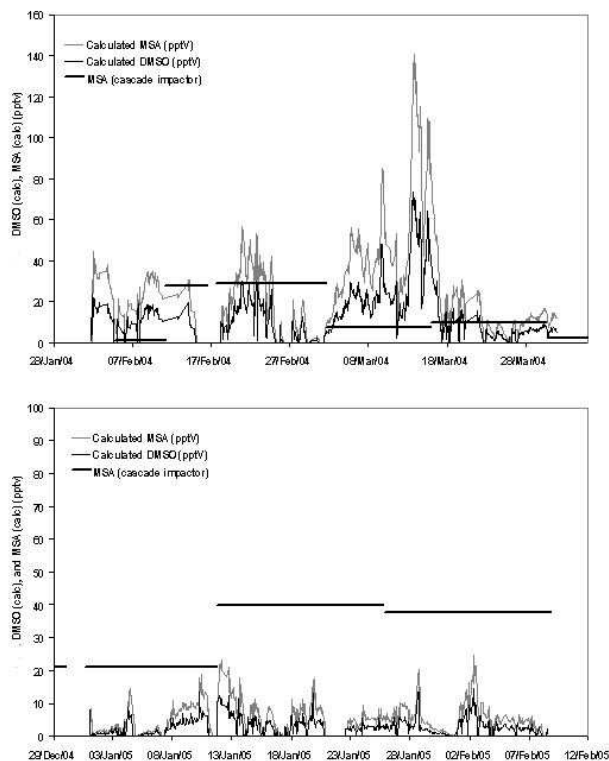 160
140
120
100
80
60
40
20
0
DMSO (calc), MSA (calc) (pptV)
Calculated MSA (pptV)
Calculated DMSO (pptV)
MSA (cascade impactor)
28/Jan/04 07/Feb/04 17/Feb/04 27/Feb/04 08/Mar/04 18/Mar/04 28/Mar/04
100
90
80
70
60
50
40
30
20
10
0
DMSO (calc), and MSA (calc) (pptv)
Calculated MSA (pptV)
Calculated DMSO (pptV)
MSA (cascade impactor)
29/Dec/04 03/Jan/05 08/Jan/05 13/Jan/05 18/Jan/05 23/Jan/05 28/Jan/05 02/Feb/05 07/Feb/05 12/Feb/05